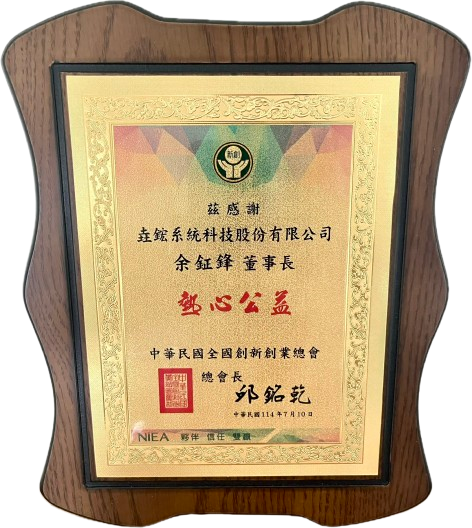 新創
茲感謝
垚鋐系統科技股份有限公司
余鉦鋒 董事長
熱心公益
中華民國全國創新創業總會
總會長
邱銘乾
中華民國114年7月10日
NIEA 夥伴 信任 雙贏